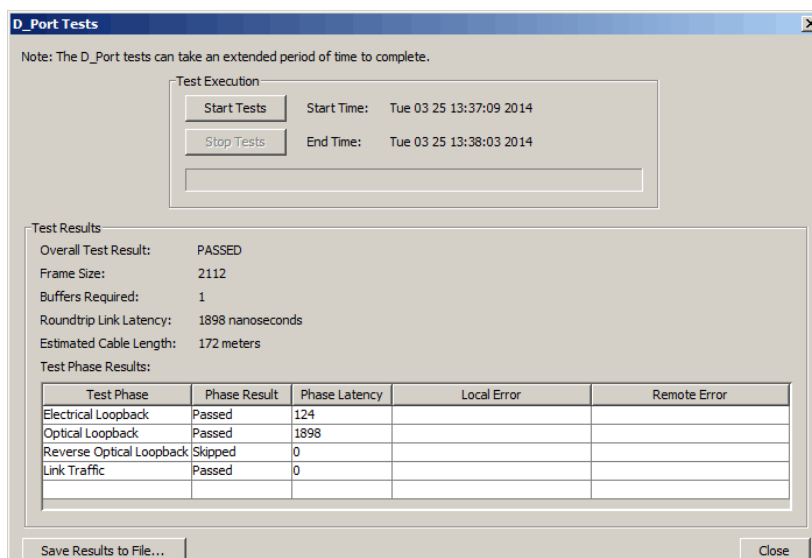 D_Port Tests
Note: The D_Port tests can take an extended period of time to complete.
Test Execution
Start Tests Start Time: Tue 03 25 13:37:09 2014
Stop Tests End Time: Tue 03 25 13:38:03 2014
Test Results
Overall Test Result: PASSED
Frame Size: 2112
Buffers Required: 1
Roundtrip Link Latency: 1898 nanoseconds
Estimated Cable Length: 172 meters
Test Phase Results:
Test Phase Phase Result Phase Latency Local Error Remote Error
Electrical Loopback Passed 124
Optical Loopback Passed 1898
Reverse Optical Loopback Skipped 0
Link Traffic Passed 0
Save Results to File... Close